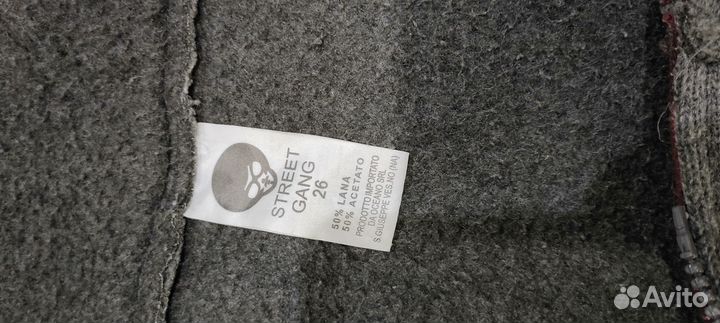 STREET
GANG
26
50% LANA
50% ACETATO
PRODOTTO IMPORTATO
DA OCEANO SRL
S.GIUSEPPE VES.NO (NA)
Avito